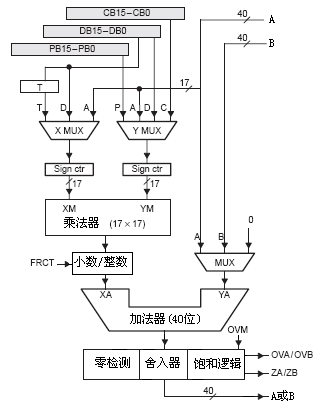 CB15-CB0
DB15-DB0
PB15-PB0
40
A
40
B
17
T
T
D
A
P
A
D
C
X MUX
Y MUX
Sign ctr
Sign ctr
17
17
XM
YM
乘法器 (17×17)
A
B
0
FRCT
小数/整数
MUX
XA
YA
加法器(40位)
OVM
零检测
舍入器
饱和逻辑
OVA/OVB
ZA/ZB
40
A或B